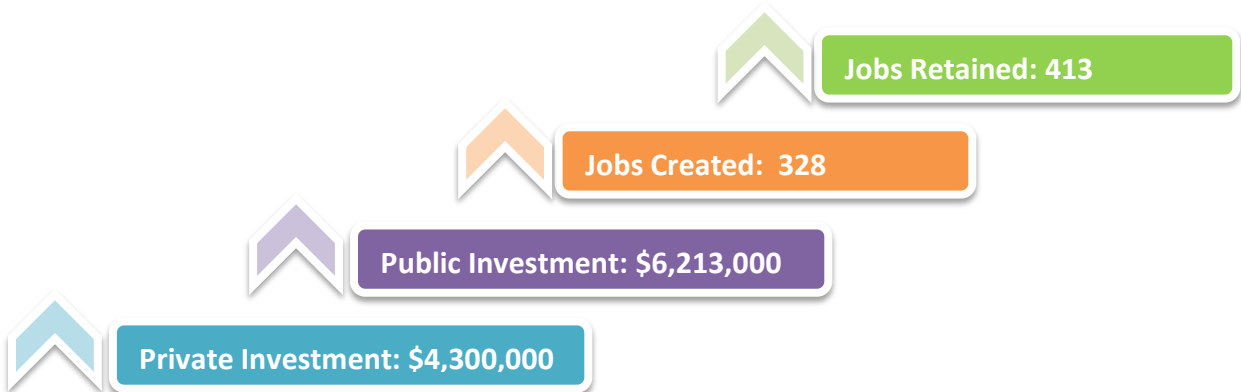 Jobs Retained: 413
Jobs Created: 328
Public Investment: $6,213,000
Private Investment: $4,300,000